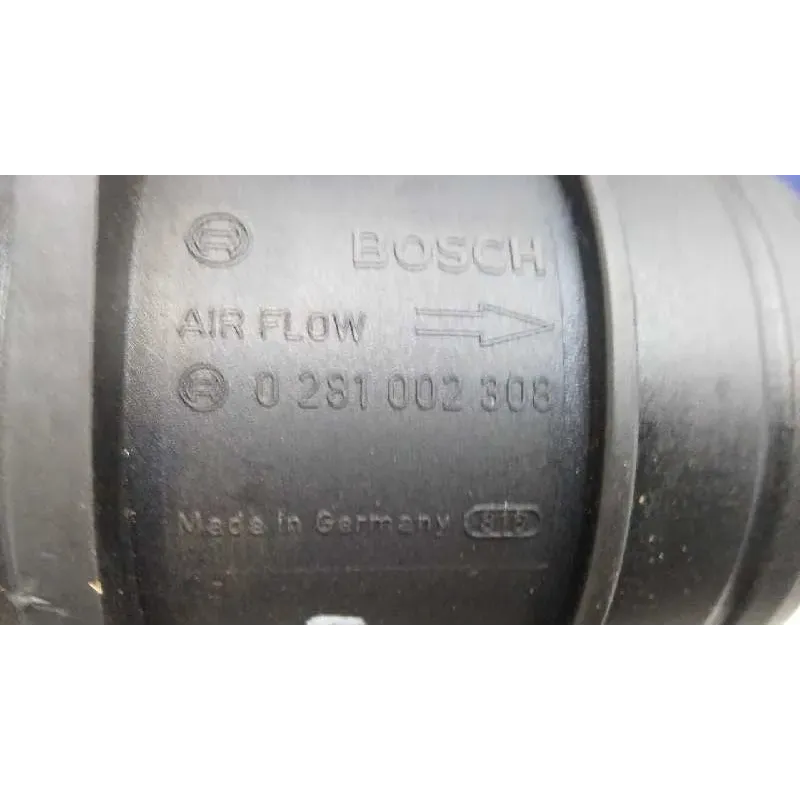 BOSCH
AIR FLOW
0 281 002 308
Made in Germany